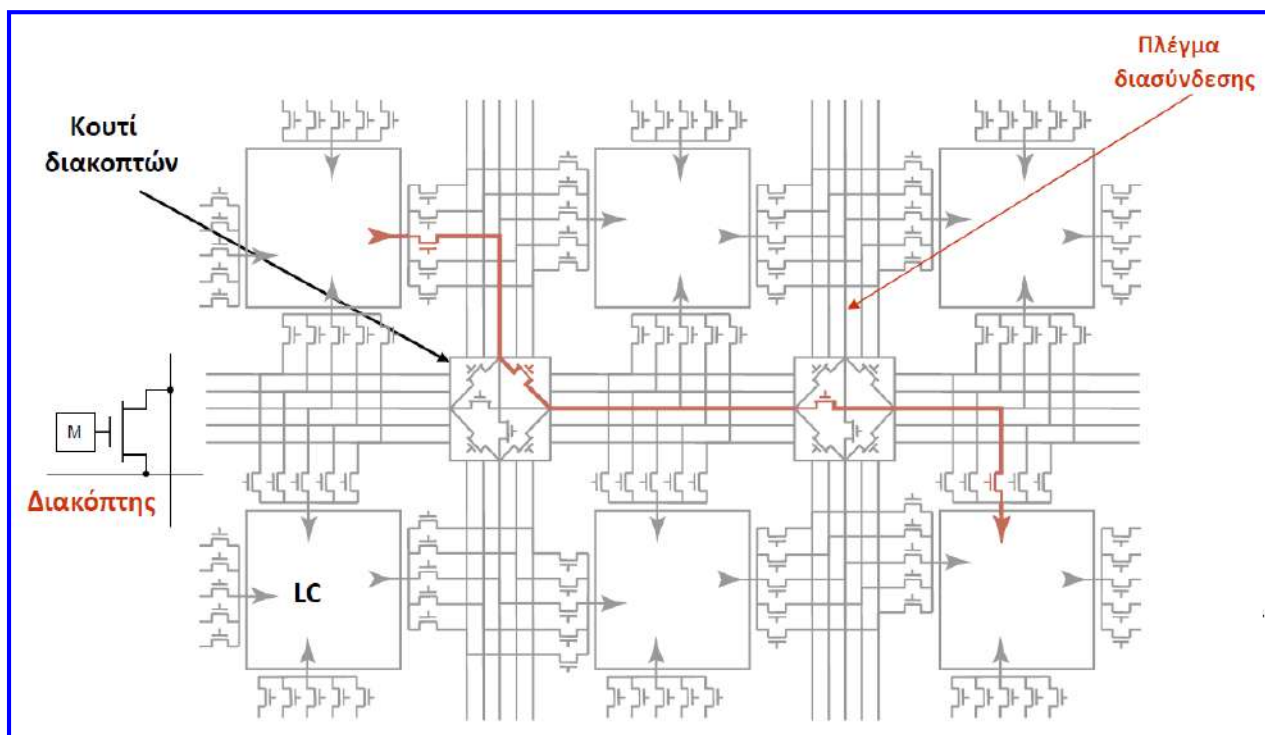 Πλέγμα
διασύνδεσης
Κουτί
διακοπτών
M
Διακόπτης
LC